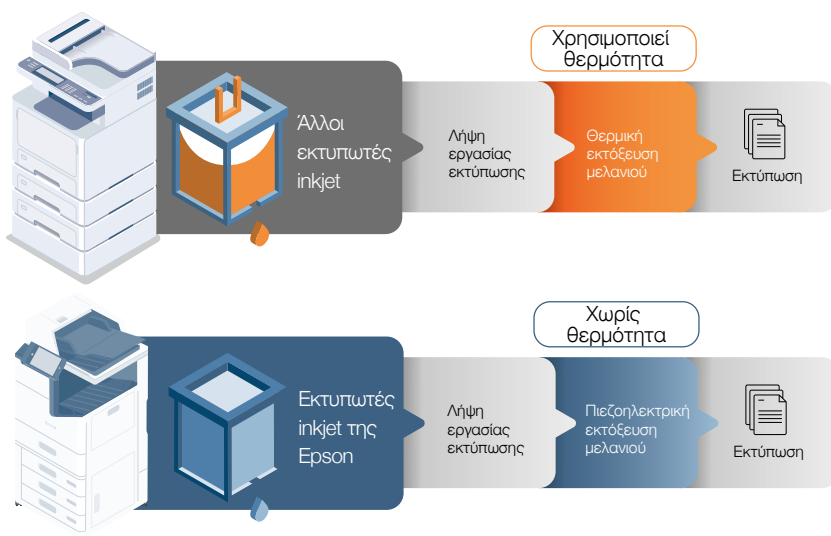 Χρησιμοποιεί
θερμότητα
Άλλοι
εκτυπωτές
inkjet
Λήψη
εργασίας
εκτύπωσης
Θερμική
εκτόξευση
μελανιού
Εκτύπωση
Χωρίς
θερμότητα
Εκτυπωτές
inkjet της
Epson
Λήψη
εργασίας
εκτύπωσης
Πιεζοηλεκτρική
εκτόξευση
μελανιού
Εκτύπωση